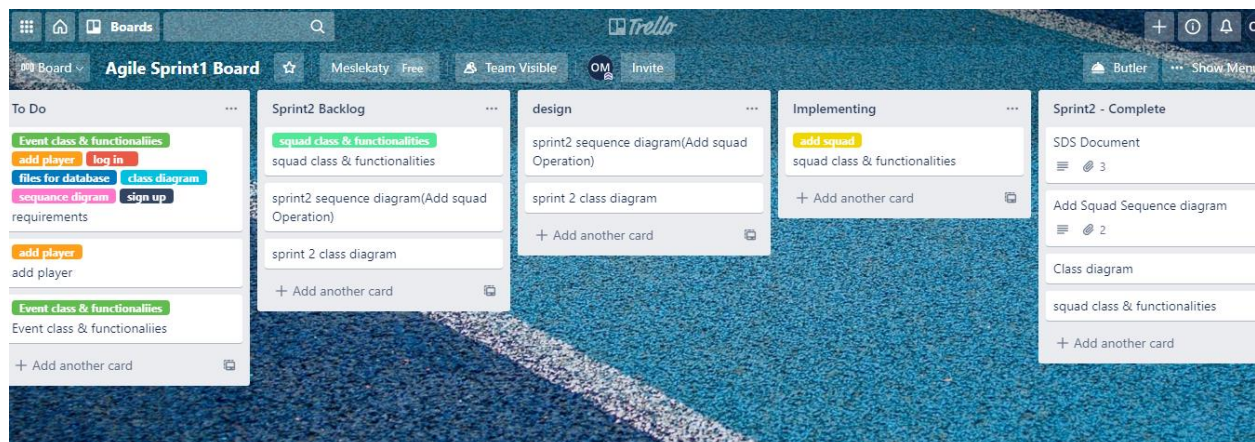 Boards
Trello
Board
Agile Sprint1 Board
Meslekaty Free
Team Visible
OM
Invite
Butler
... Show Menu
To Do ...
Event class & functionaliies
add player log in
files for database class diagram
sequance digram sign up
requirements
add player
add player
Event class & functionaliies
Event class & functionaliies
+ Add another card
Sprint2 Backlog ...
squad class & functionalities
squad class & functionalities
sprint2 sequence diagram(Add squad
Operation)
sprint 2 class diagram
+ Add another card
design ...
sprint2 sequence diagram(Add squad
Operation)
sprint 2 class diagram
+ Add another card
Implementing ...
add squad
squad class & functionalities
+ Add another card
Sprint2 - Complete
SDS Document
3
Add Squad Sequence diagram
2
Class diagram
squad class & functionalities
+ Add another card